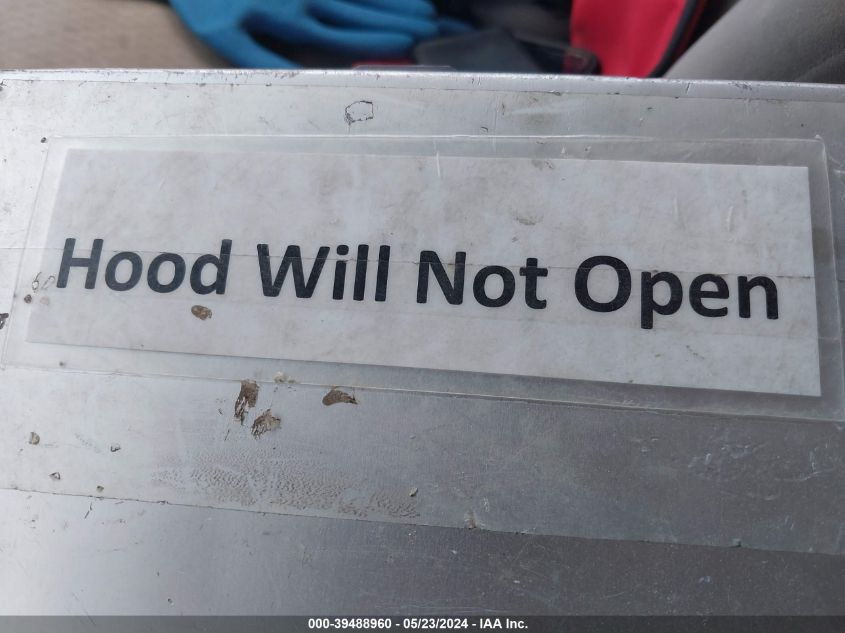 Hood Will Not Open
000-39488960 - 05/23/2024 - IAA Inc.